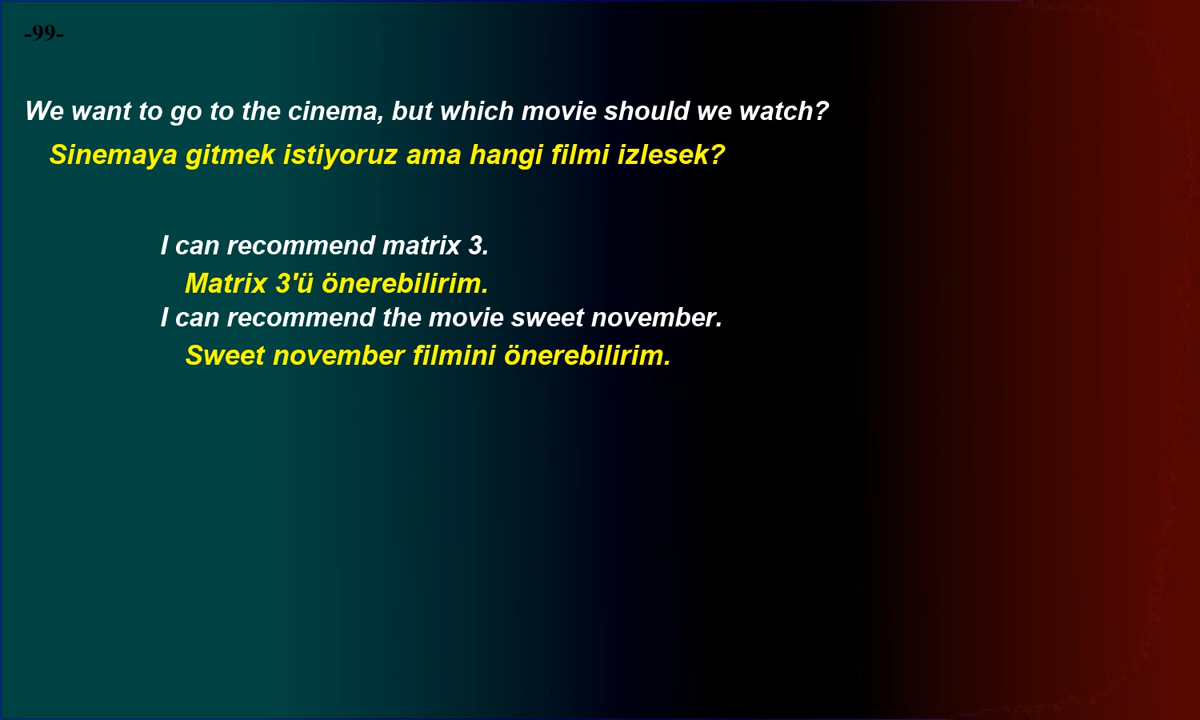 -99-
We want to go to the cinema, but which movie should we watch?
Sinemaya gitmek istiyoruz ama hangi filmi izlesek?
I can recommend matrix 3.
Matrix 3'ü önerebilirim.
I can recommend the movie sweet november.
Sweet november filmini önerebilirim.